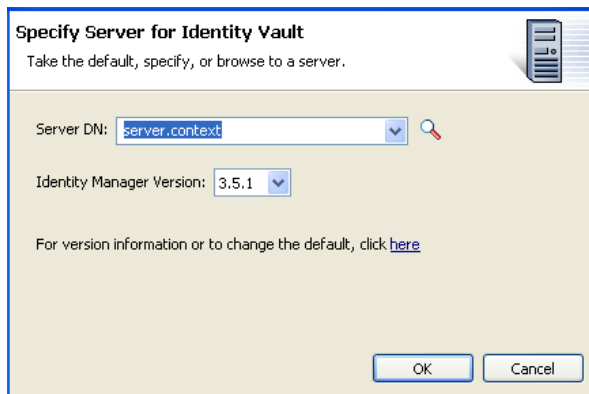 Specify Server for Identity Vault
Take the default, specify, or browse to a server.
Server DN: server.context
Identity Manager Version: 3.5.1
For version information or to change the default, click here
OK Cancel